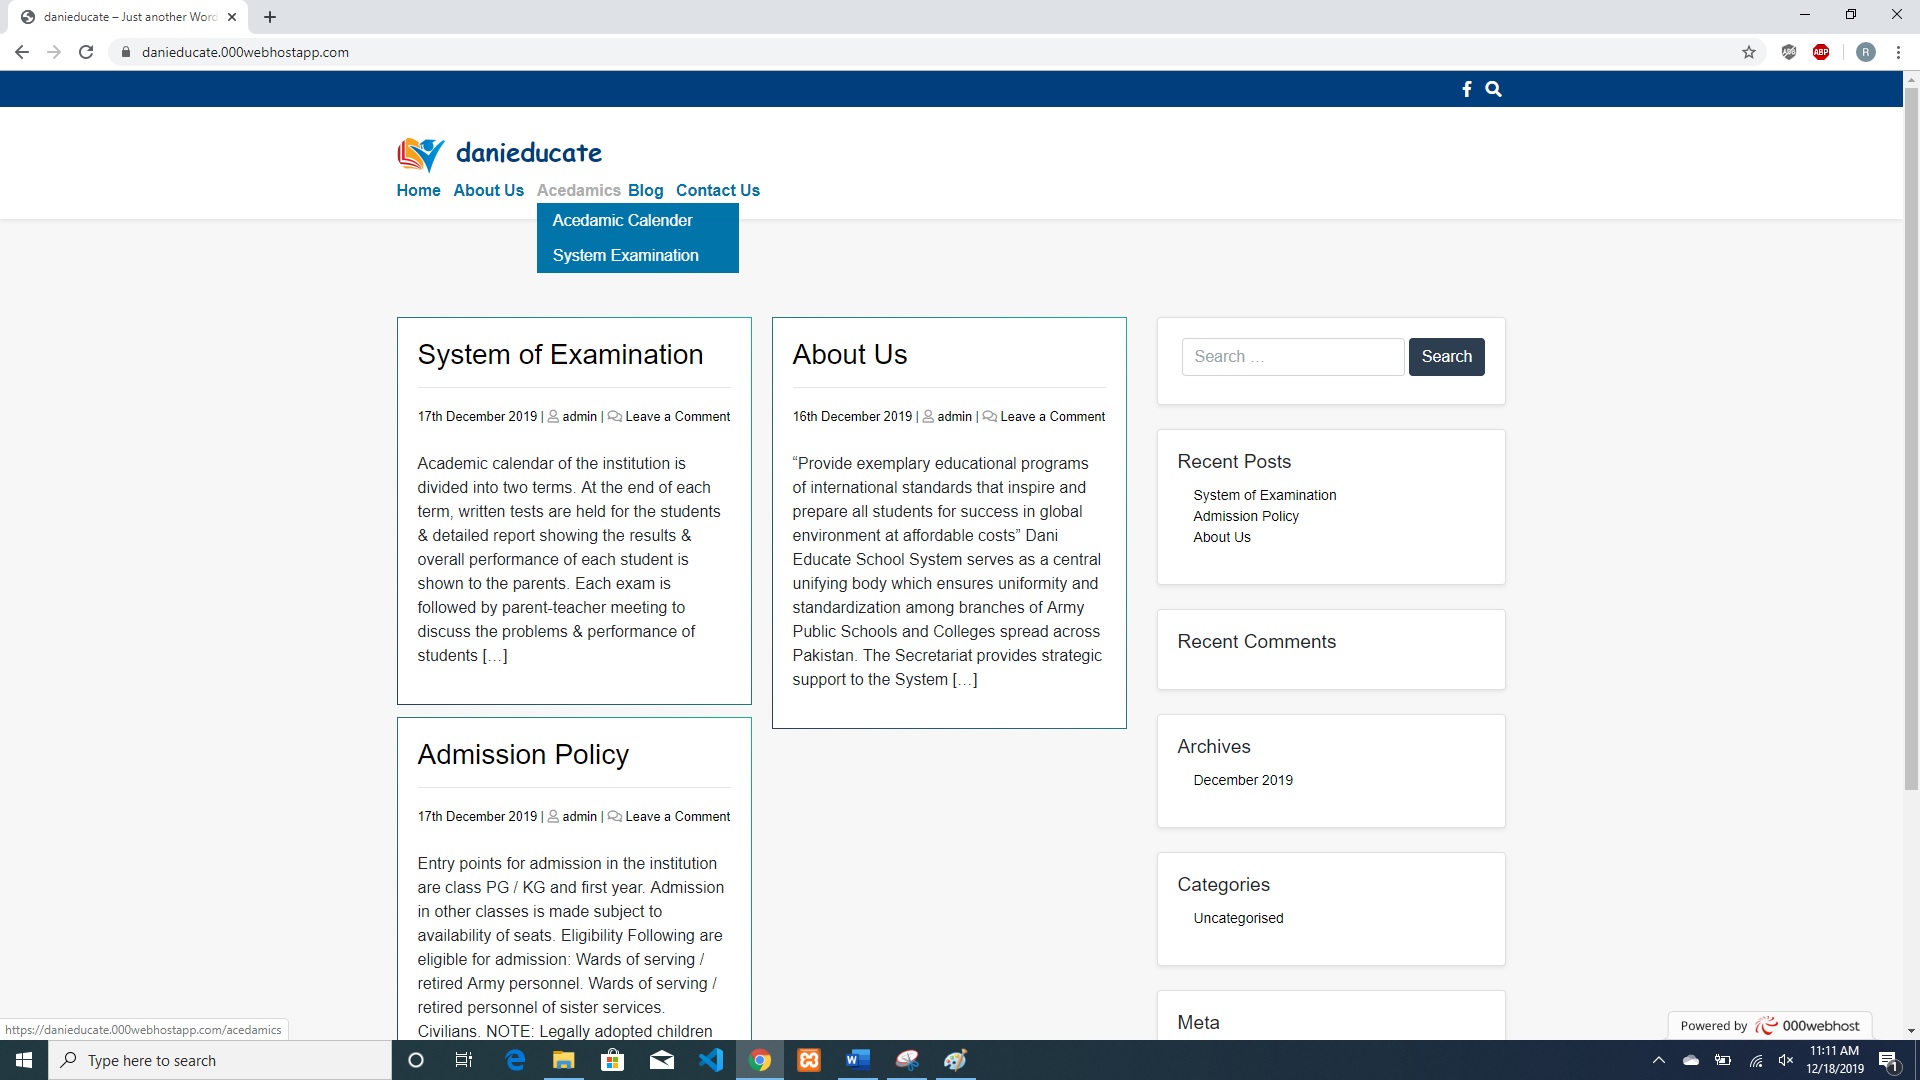 danieducate – Just another Word
danieducate.000webhostapp.com
ABP
R
danieducate
Home About Us Acedamics Blog Contact Us
Acedamic Calender
System Examination
System of Examination
17th December 2019 | admin | Leave a Comment
Academic calendar of the institution is
divided into two terms. At the end of each
term, written tests are held for the students
& detailed report showing the results &
overall performance of each student is
shown to the parents. Each exam is
followed by parent-teacher meeting to
discuss the problems & performance of
students […]
About Us
16th December 2019 | admin | Leave a Comment
“Provide exemplary educational programs
of international standards that inspire and
prepare all students for success in global
environment at affordable costs” Dani
Educate School System serves as a central
unifying body which ensures uniformity and
standardization among branches of Army
Public Schools and Colleges spread across
Pakistan. The Secretariat provides strategic
support to the System […]
Admission Policy
17th December 2019 | admin | Leave a Comment
Entry points for admission in the institution
are class PG / KG and first year. Admission
in other classes is made subject to
availability of seats. Eligibility Following are
eligible for admission: Wards of serving /
retired Army personnel. Wards of serving /
retired personnel of sister services.
Civilians. NOTE: Legally adopted children
Search …
Search
Recent Posts
System of Examination
Admission Policy
About Us
Recent Comments
Archives
December 2019
Categories
Uncategorised
Meta
https://danieducate.000webhostapp.com/acedamics
Powered by 000webhost
Type here to search
11:11 AM
12/18/2019
1